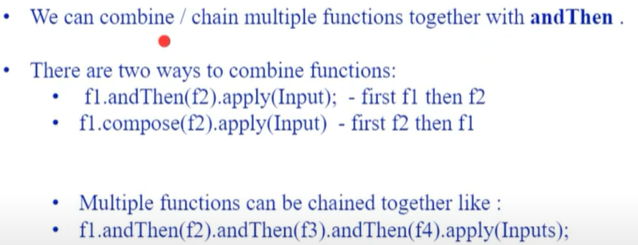 • We can combine / chain multiple functions together with andThen .
• There are two ways to combine functions:
• f1.andThen(f2).apply(Input); - first f1 then f2
• f1.compose(f2).apply(Input) - first f2 then f1
• Multiple functions can be chained together like :
• f1.andThen(f2).andThen(f3).andThen(f4).apply(Inputs);